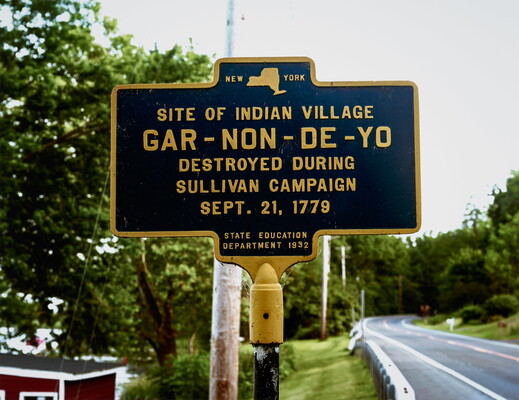 NEW YORK
SITE OF INDIAN VILLAGE
GAR-NON-DE-YO
DESTROYED DURING
SULLIVAN CAMPAIGN
SEPT. 21, 1779
STATE EDUCATION
DEPARTMENT 1932